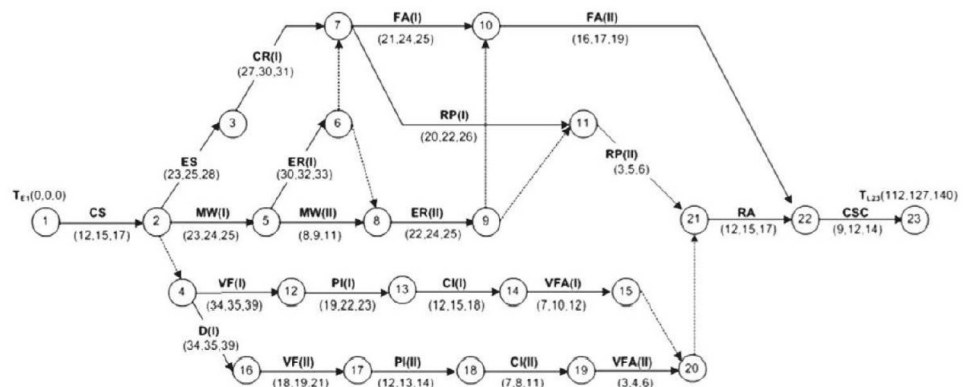 7
FA(I)
(21,24,25)
10
FA(II)
(16,17,19)
CR(I)
(27,30,31)
3
6
RP(I)
(20,22,26)
11
RP(II)
(3,5,6)
ES
(23,25,28)
ER(I)
(30,32,33)
T_E1(0,0,0)
T_L23(112,127,140)
1
CS
(12,15,17)
2
MW(I)
(23,24,25)
5
MW(II)
(8,9,11)
8
ER(II)
(22,24,25)
9
21
RA
(12,15,17)
22
CSC
(9,12,14)
23
4
VF(I)
(34,35,39)
12
PI(I)
(19,22,23)
13
CI(I)
(12,15,18)
14
VFA(I)
(7,10,12)
15
D(I)
(34,35,39)
16
VF(II)
(18,19,21)
17
PI(II)
(12,13,14)
18
CI(II)
(7,8,11)
19
VFA(II)
(3,4,6)
20